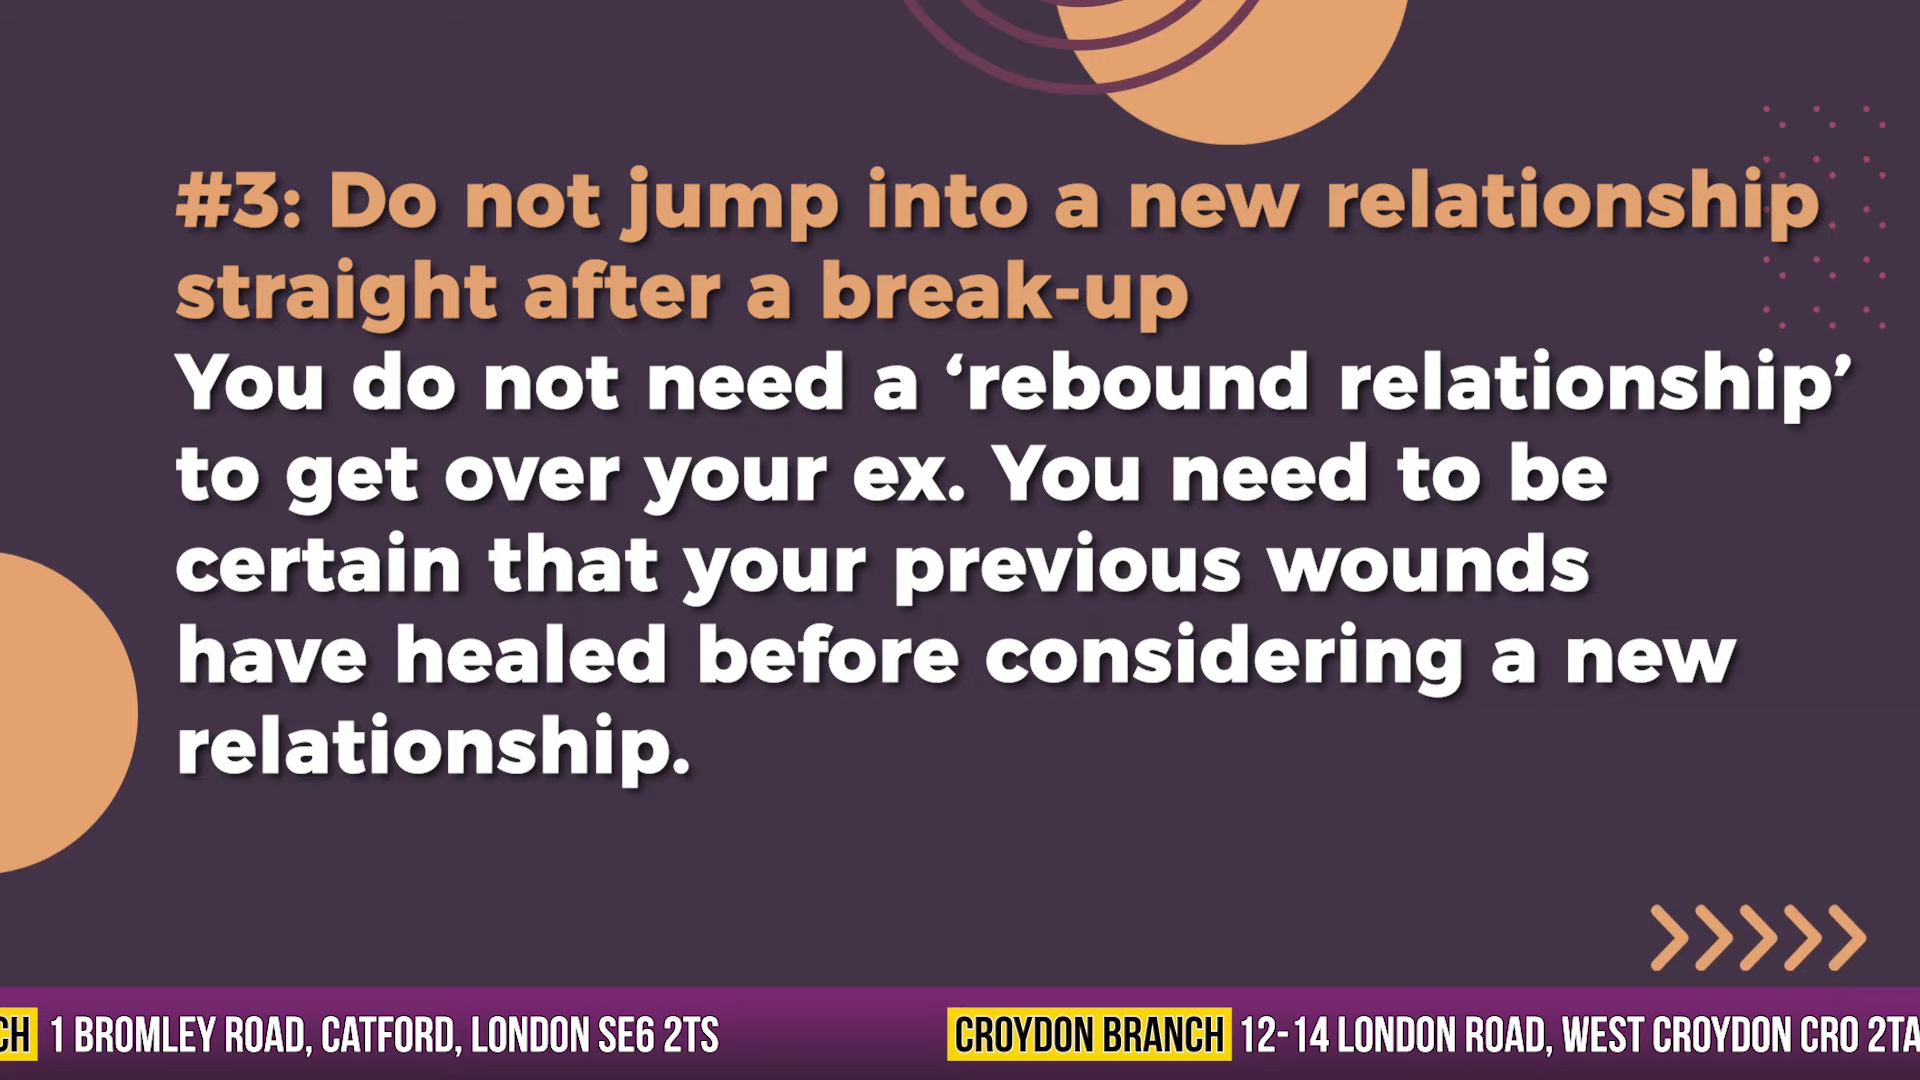 #3: Do not jump into a new relationship
straight after a break-up
You do not need a ‘rebound relationship’
to get over your ex. You need to be
certain that your previous wounds
have healed before considering a new
relationship.
CH 1 BROMLEY ROAD, CATFORD, LONDON SE6 2TS CROYDON BRANCH 12-14 LONDON ROAD, WEST CROYDON CR0 2TA